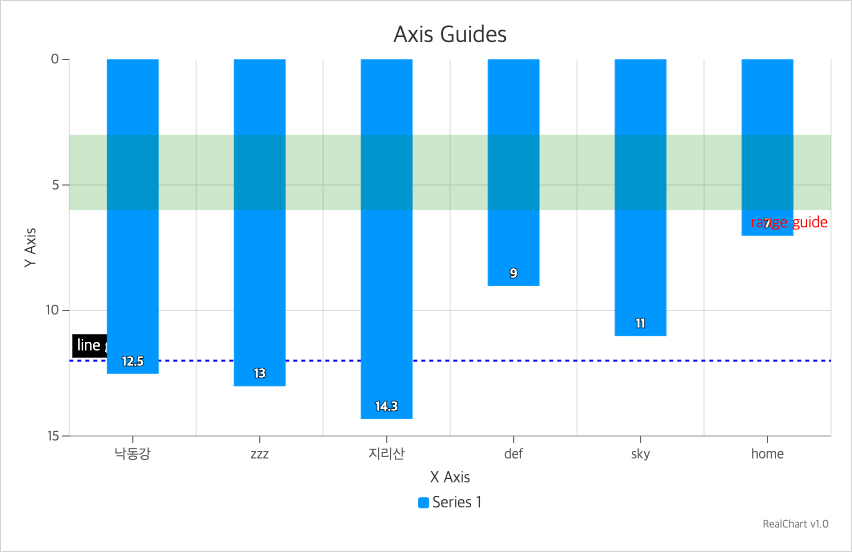 Axis Guides
0
5
range guide
7
Y Axis
9
10
11
line
12.5
13
14.3
15
낙동강 zzz 지리산 def sky home
X Axis
Series 1
RealChart v1.0